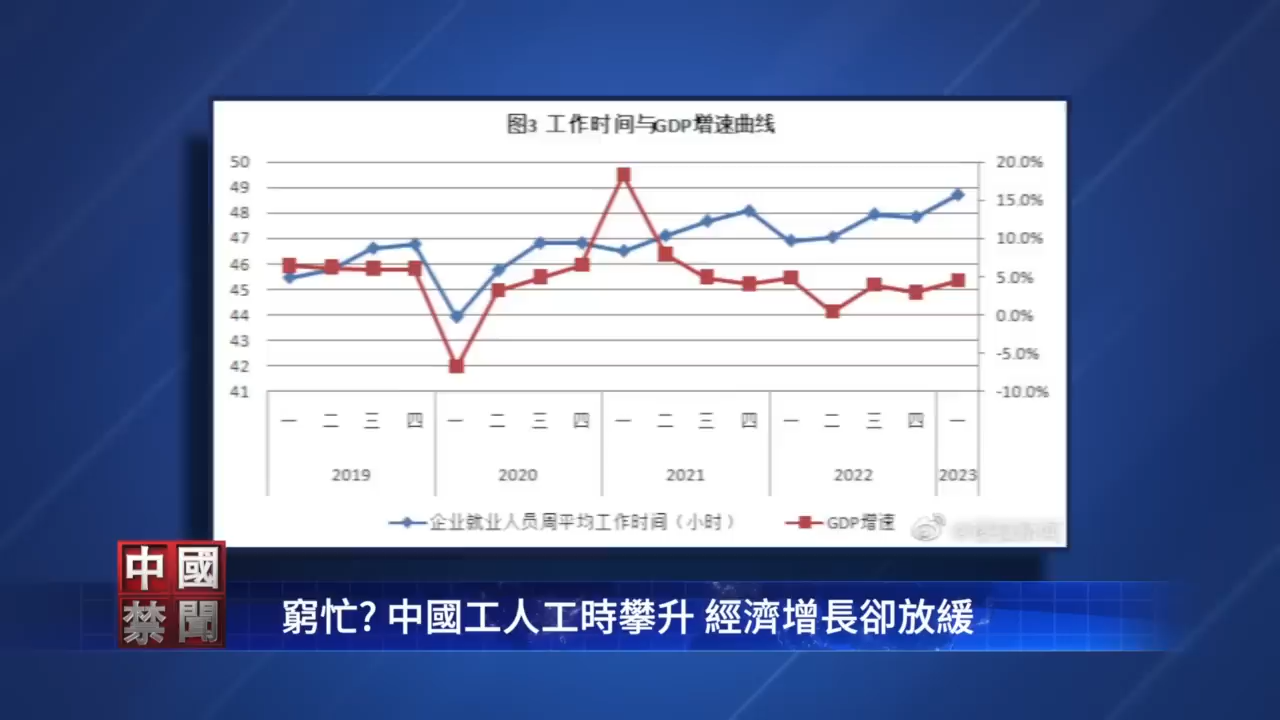 图3 工作时间与GDP增速曲线
50
49
48
47
46
45
44
43
42
41
20.0%
15.0%
10.0%
5.0%
0.0%
-5.0%
-10.0%
一 二 三 四 一 二 三 四 一 二 三 四 一 二 三 四 一
2019 2020 2021 2022 2023
企业就业人员周平均工作时间（小时） GDP增速
中國
禁聞
窮忙? 中國工人工時攀升 經濟增長卻放緩